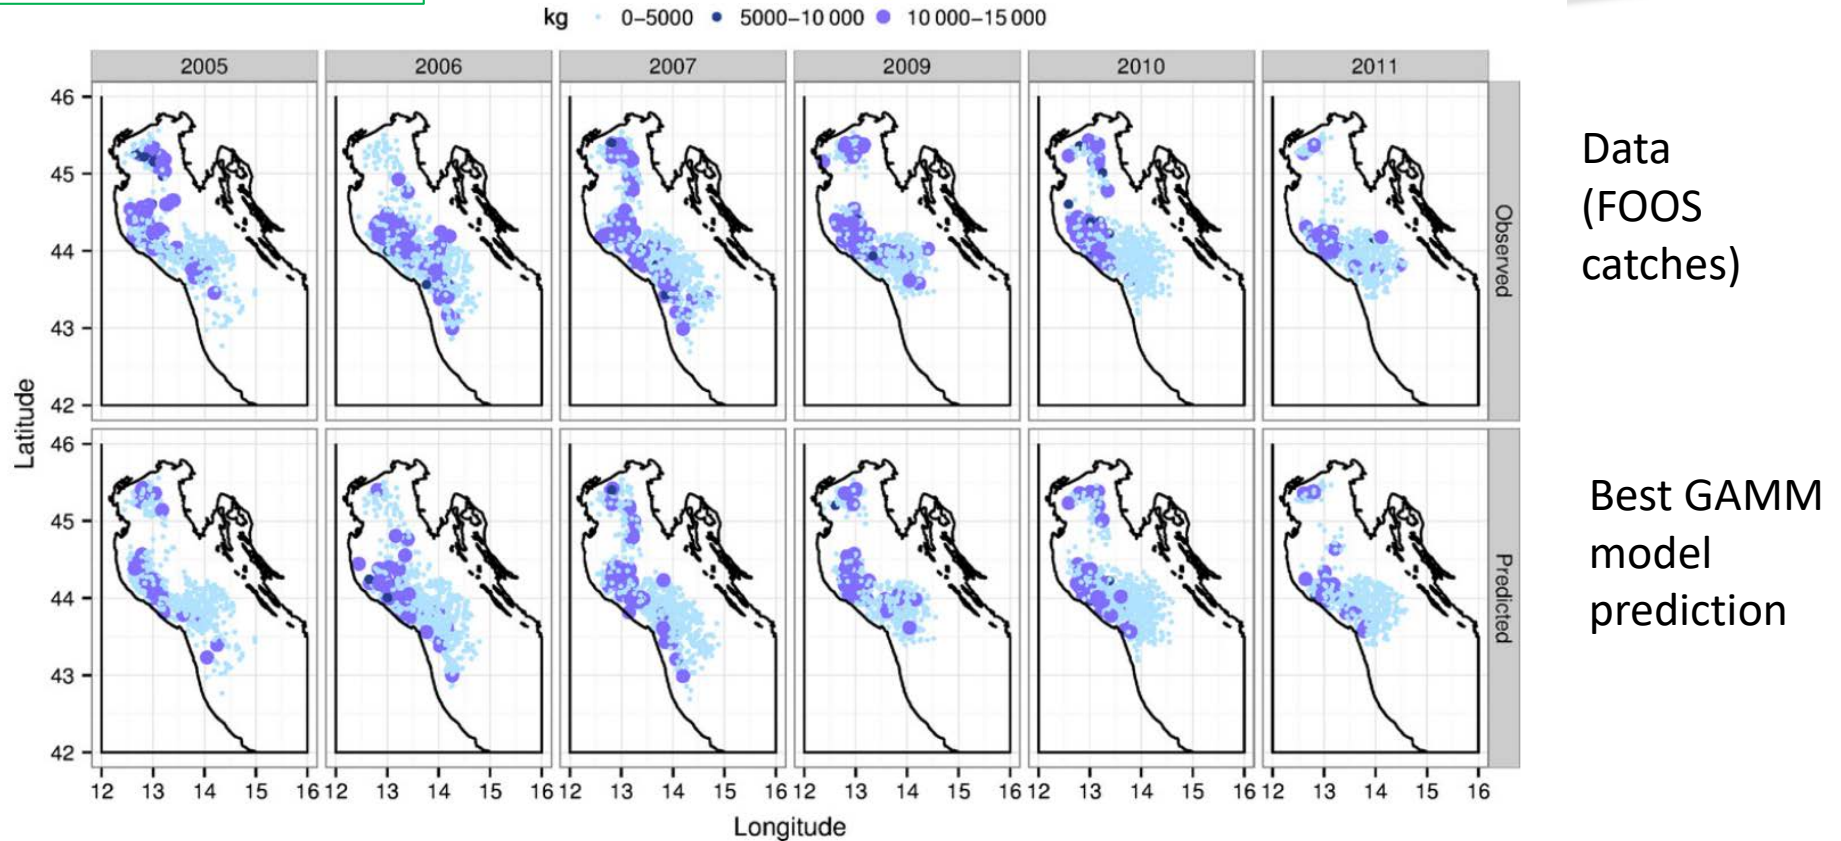 kg 0−5000 5000−10 000 10 000−15 000
2005 2006 2007 2009 2010 2011
46
45
44
43
42
Observed
Data
(FOOS
catches)
Latitude
46
45
44
43
42
Predicted
Best GAMM
model
prediction
12 13 14 15 16 12 13 14 15 16 12 13 14 15 16 12 13 14 15 16 12 13 14 15 16 12 13 14 15 16
Longitude